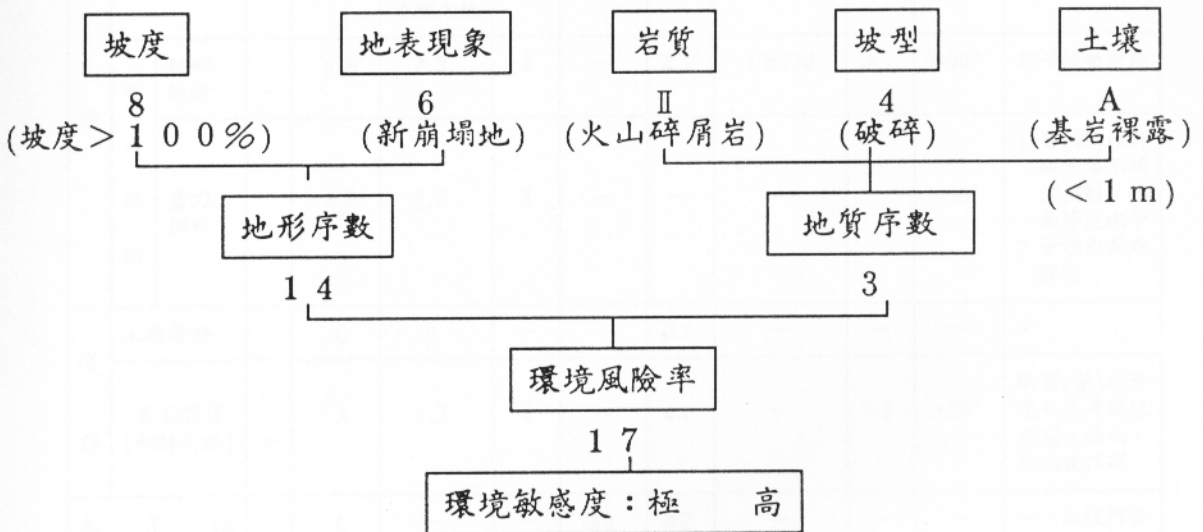 坡度 地表現象 岩質 坡型 土壤
8 6 Ⅱ 4 A
(坡度>100%) (新崩塌地) (火山碎屑岩) (破碎) (基岩裸露)
(<1m)
地形序數 地質序數
14 3
環境風險率
17
環境敏感度:極 高